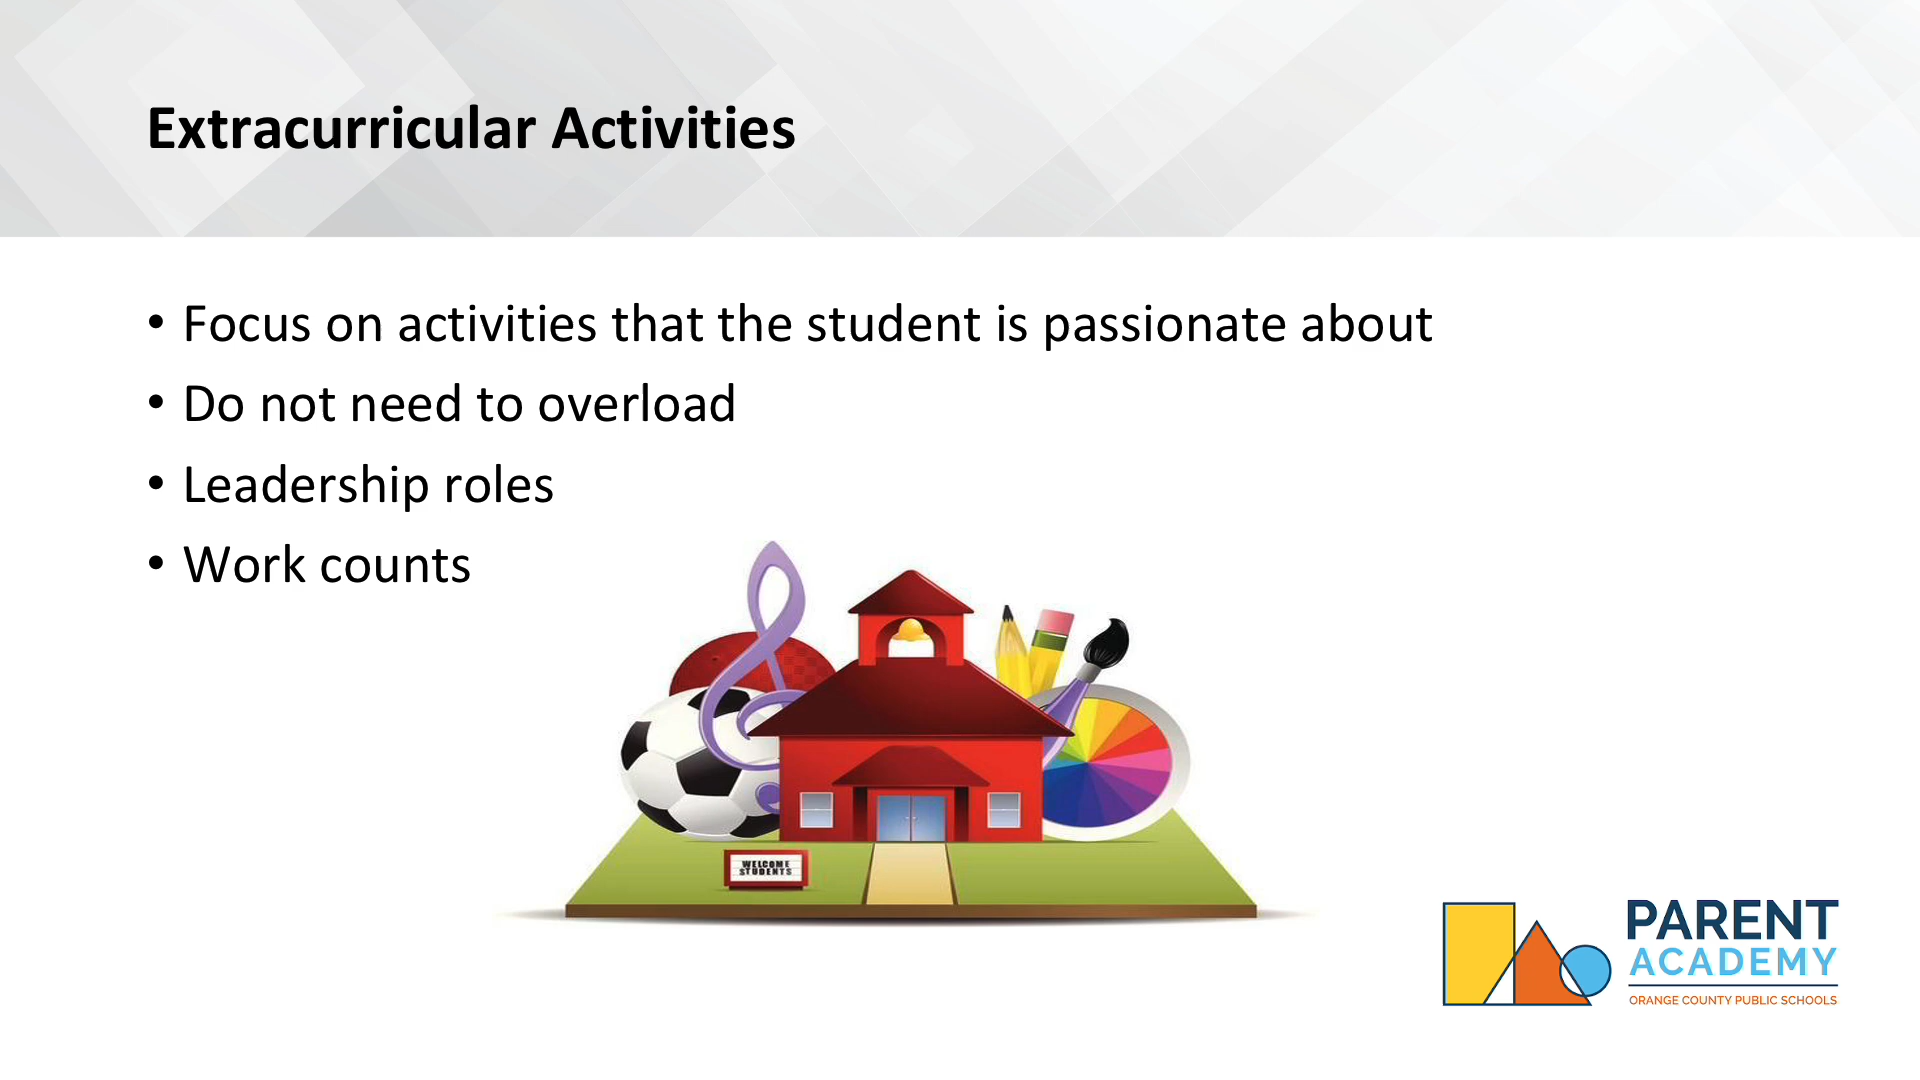 Extracurricular Activities
• Focus on activities that the student is passionate about
• Do not need to overload
• Leadership roles
• Work counts
WELCOME
STUDENTS
PARENT
ACADEMY
ORANGE COUNTY PUBLIC SCHOOLS